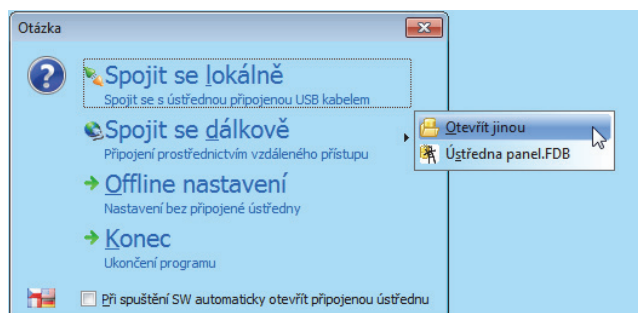 Otázka
Spojit se lokálně
Spojit se s ústřednou připojenou USB kabelem
Spojit se dálkově
Připojení prostřednictvím vzdáleného přístupu
Otevřít jinou
Ústředna panel.FDB
Offline nastavení
Nastavení bez připojené ústředny
Konec
Ukončení programu
Při spuštění SW automaticky otevřít připojenou ústřednu